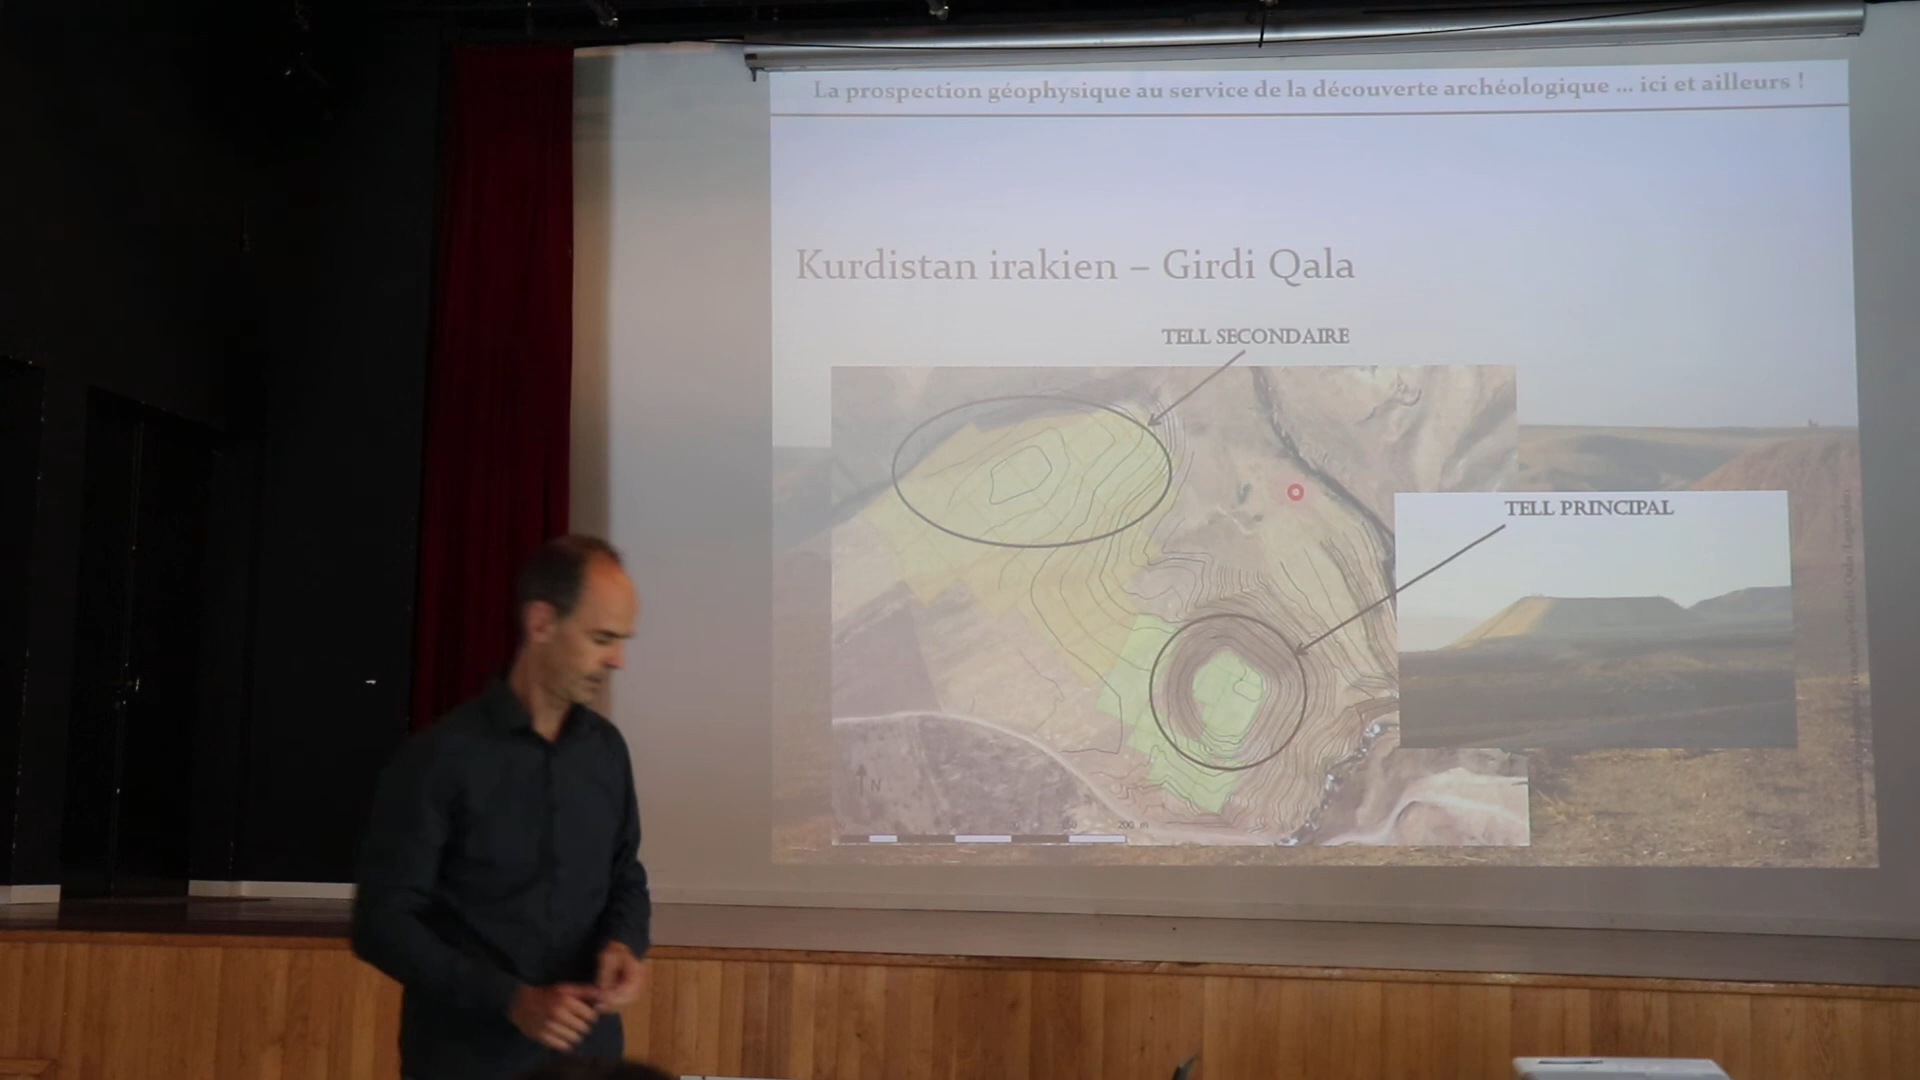 La prospection géophysique au service de la découverte archéologique ... ici et ailleurs !
Kurdistan irakien – Girdi Qala
TELL SECONDAIRE
TELL PRINCIPAL
N
200 m